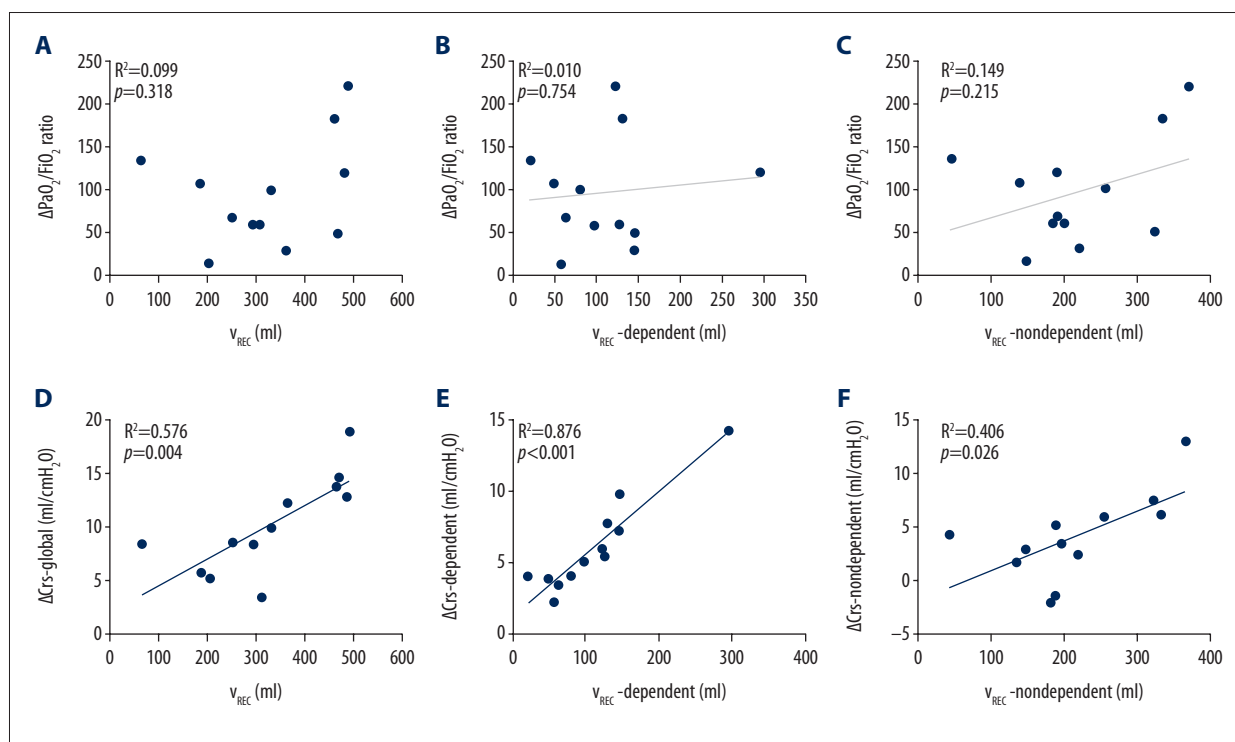 A
R²=0.099
p=0.318
250
200
150
100
50
0
ΔPaO₂/FiO₂ ratio
0 100 200 300 400 500 600
v_REC (ml)
B
R²=0.010
p=0.754
250
200
150
100
50
0
ΔPaO₂/FiO₂ ratio
0 50 100 150 200 250 300 350
v_REC -dependent (ml)
C
R²=0.149
p=0.215
250
200
150
100
50
0
ΔPaO₂/FiO₂ ratio
0 100 200 300 400
v_REC -nondependent (ml)
D
R²=0.576
p=0.004
20
15
10
5
0
ΔCrs-global (ml/cmH₂O)
0 100 200 300 400 500 600
v_REC (ml)
E
R²=0.876
p<0.001
15
10
5
0
ΔCrs-dependent (ml/cmH₂O)
0 100 200 300 400
v_REC -dependent (ml)
F
R²=0.406
p=0.026
15
10
5
0
−5
ΔCrs-nondependent (ml/cmH₂O)
0 100 200 300 400
v_REC -nondependent (ml)